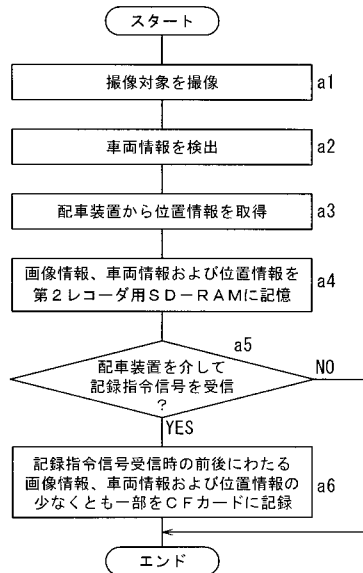 スタート
撮像対象を撮像
a1
車両情報を検出
a2
配車装置から位置情報を取得
a3
画像情報、車両情報および位置情報を
第2レコーダ用SD-RAMに記憶
a4
a5
配車装置を介して
記録指令信号を受信
?
NO
YES
記録指令信号受信時の前後にわたる
画像情報、車両情報および位置情報の
少なくとも一部をCFカードに記録
a6
エンド